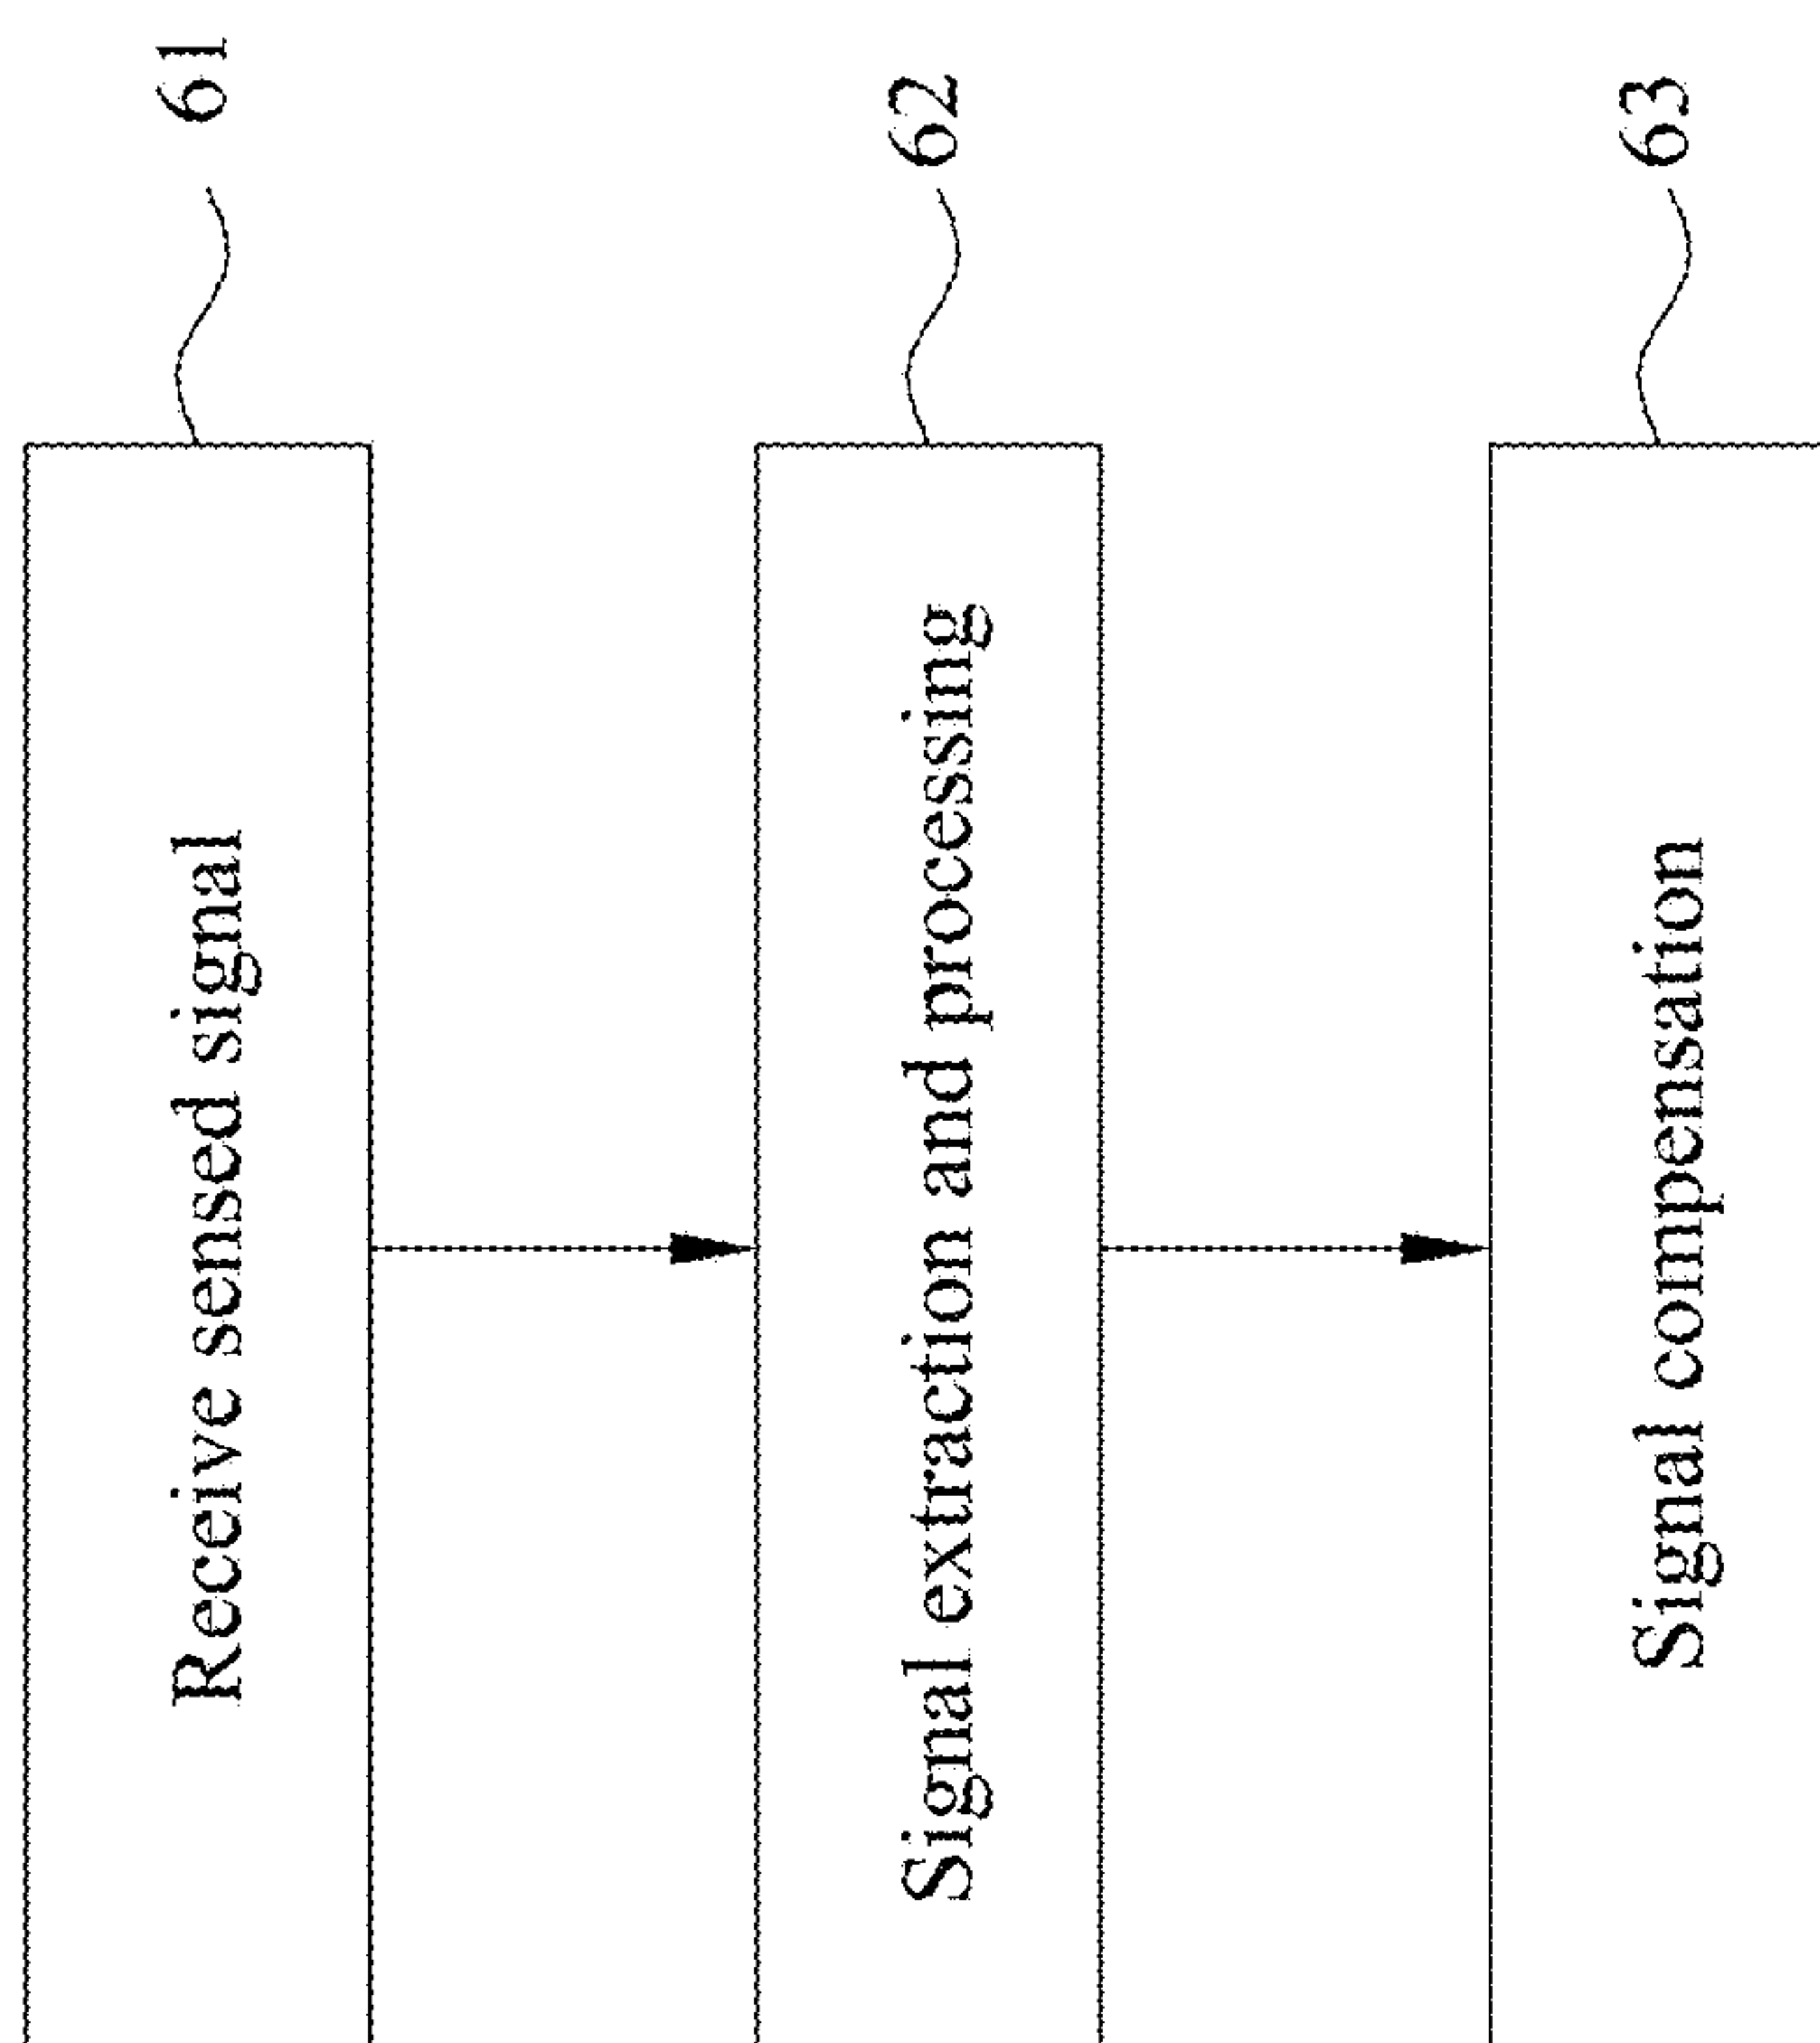 Receive sensed signal
61
Signal extraction and processing
62
Signal compensation
63